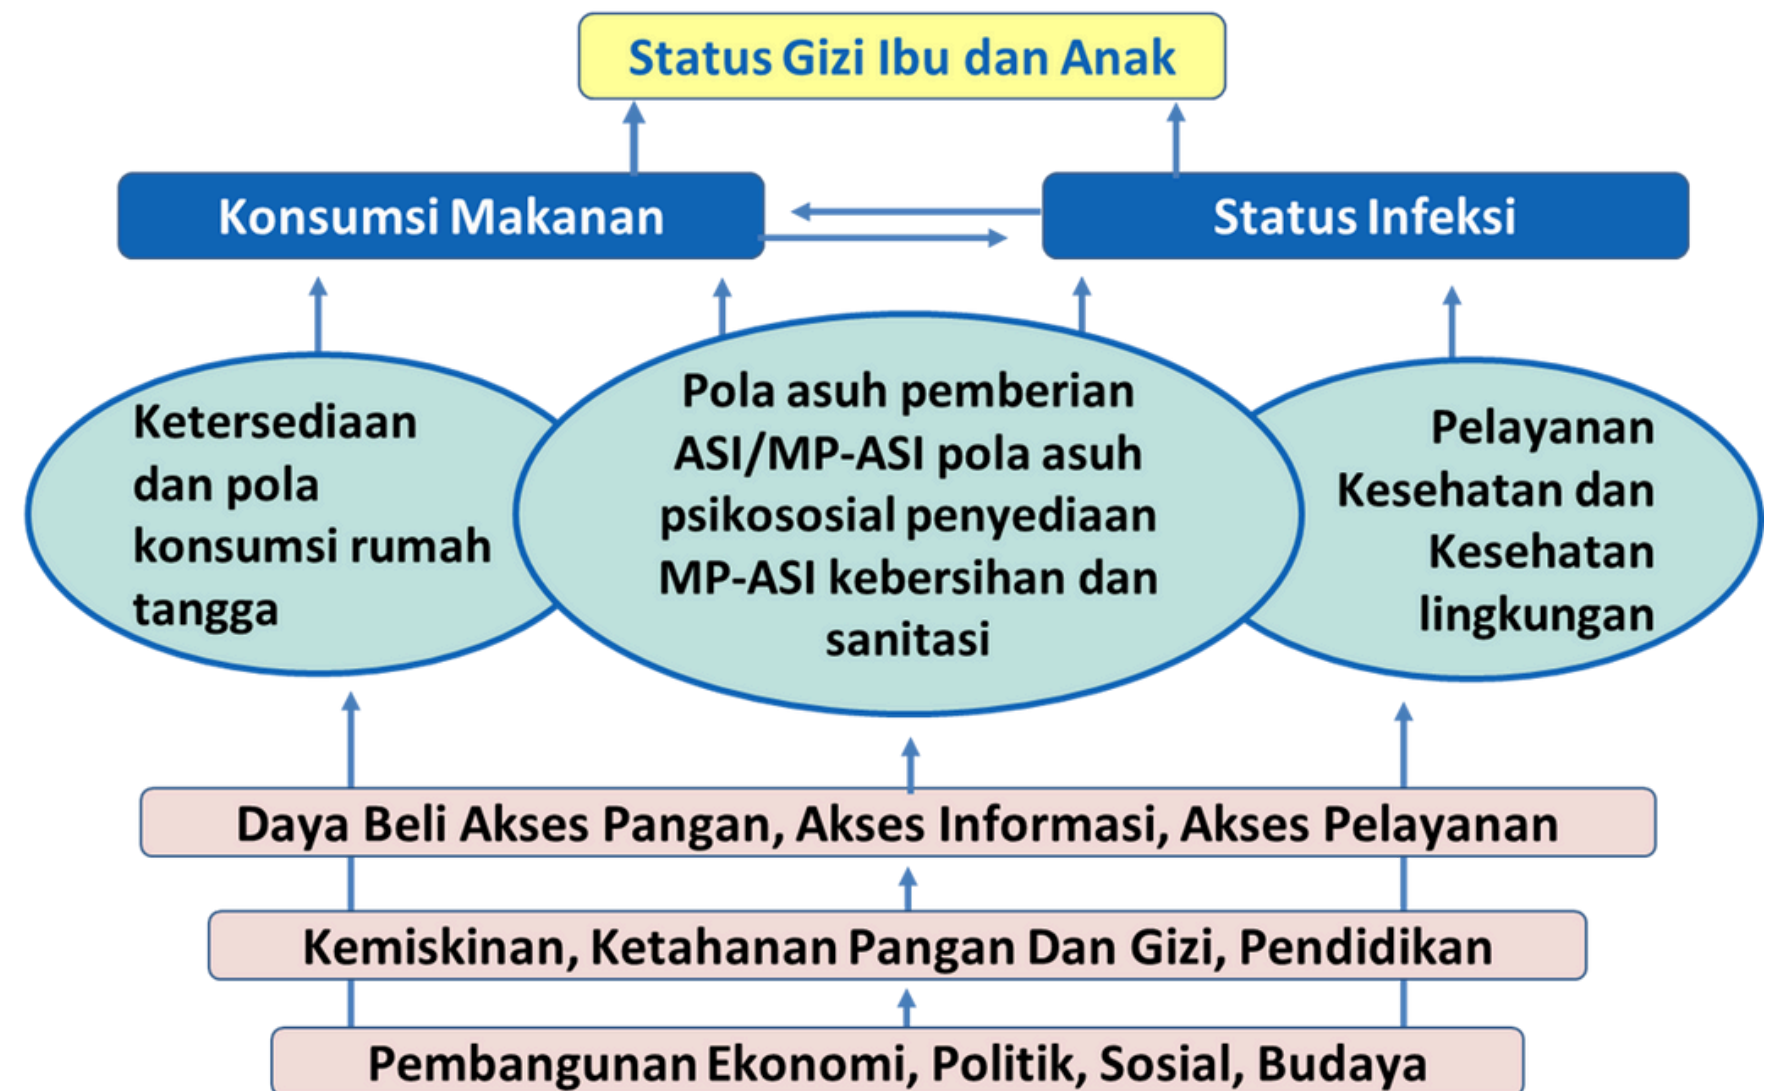 Status Gizi Ibu dan Anak
Konsumsi Makanan
Status Infeksi
Ketersediaan
dan pola
konsumsi rumah
tangga
Pola asuh pemberian
ASI/MP-ASI pola asuh
psikososial penyediaan
MP-ASI kebersihan dan
sanitasi
Pelayanan
Kesehatan dan
Kesehatan
lingkungan
Daya Beli Akses Pangan, Akses Informasi, Akses Pelayanan
Kemiskinan, Ketahanan Pangan Dan Gizi, Pendidikan
Pembangunan Ekonomi, Politik, Sosial, Budaya